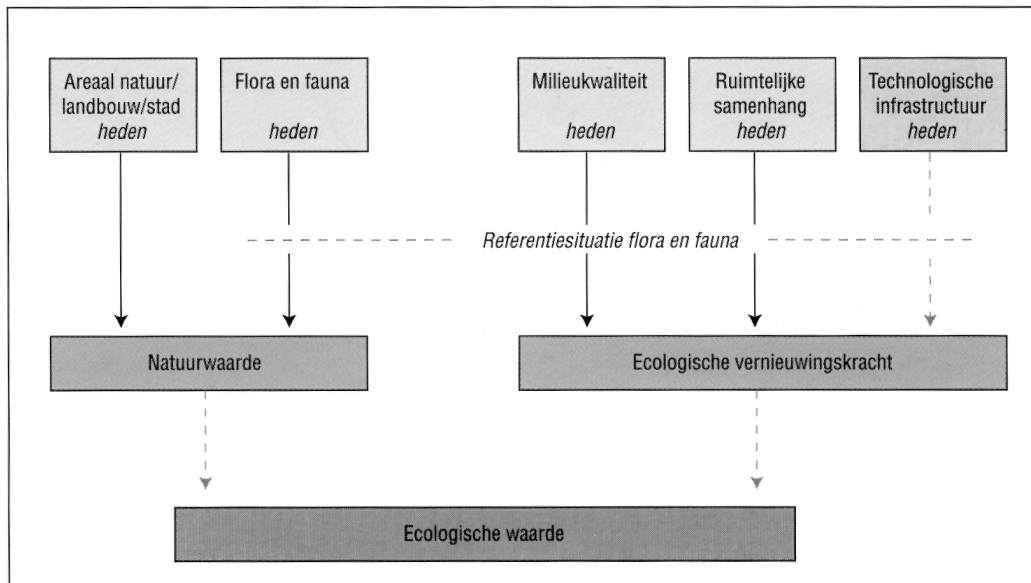 Areaal natuur/
landbouw/stad
heden
Flora en fauna
heden
Milieukwaliteit
heden
Ruimtelijke
samenhang
heden
Technologische
infrastructuur
heden
Referentiesituatie flora en fauna
Natuurwaarde
Ecologische vernieuwingskracht
Ecologische waarde